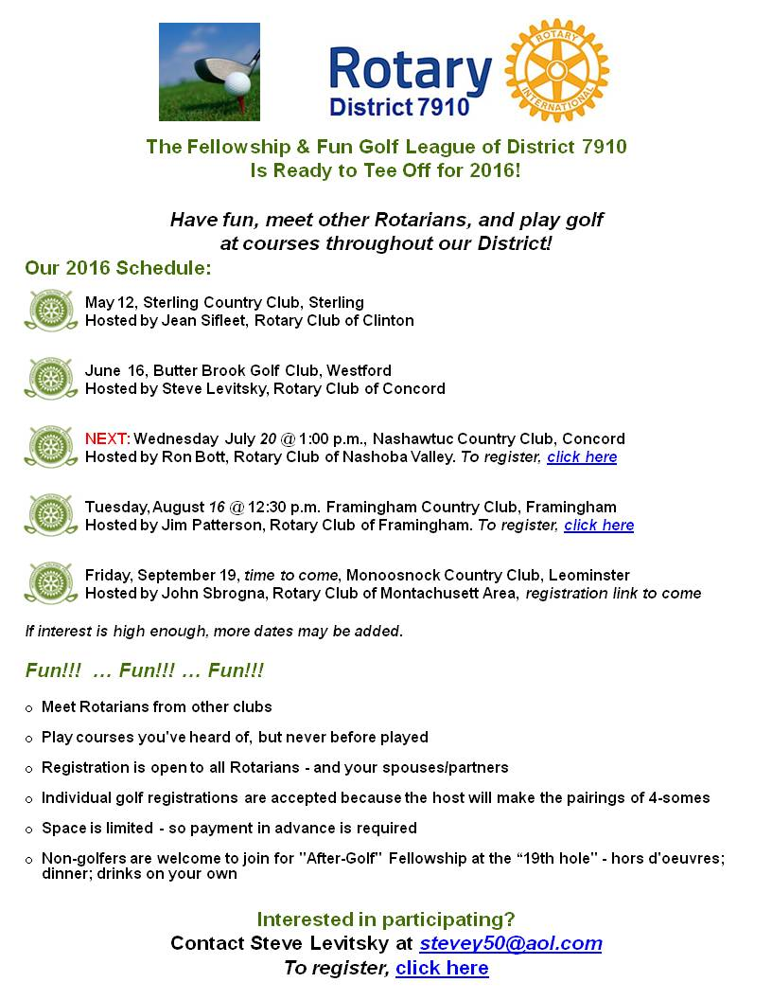 Rotary
District 7910
ROTARY
INTERNATIONAL
The Fellowship & Fun Golf League of District 7910
Is Ready to Tee Off for 2016!
Have fun, meet other Rotarians, and play golf
at courses throughout our District!
Our 2016 Schedule:
May 12, Sterling Country Club, Sterling
Hosted by Jean Sifleet, Rotary Club of Clinton
June 16, Butter Brook Golf Club, Westford
Hosted by Steve Levitsky, Rotary Club of Concord
NEXT: Wednesday July 20 @ 1:00 p.m., Nashawtuc Country Club, Concord
Hosted by Ron Bott, Rotary Club of Nashoba Valley. To register, click here
Tuesday, August 16 @ 12:30 p.m. Framingham Country Club, Framingham
Hosted by Jim Patterson, Rotary Club of Framingham. To register, click here
Friday, September 19, time to come, Monoosnock Country Club, Leominster
Hosted by John Sbrogna, Rotary Club of Montachusett Area, registration link to come
If interest is high enough, more dates may be added.
Fun!!! … Fun!!! … Fun!!!
o Meet Rotarians from other clubs
o Play courses you've heard of, but never before played
o Registration is open to all Rotarians - and your spouses/partners
o Individual golf registrations are accepted because the host will make the pairings of 4-somes
o Space is limited - so payment in advance is required
o Non-golfers are welcome to join for "After-Golf" Fellowship at the “19th hole" - hors d'oeuvres;
dinner; drinks on your own
Interested in participating?
Contact Steve Levitsky at stevey50@aol.com
To register, click here